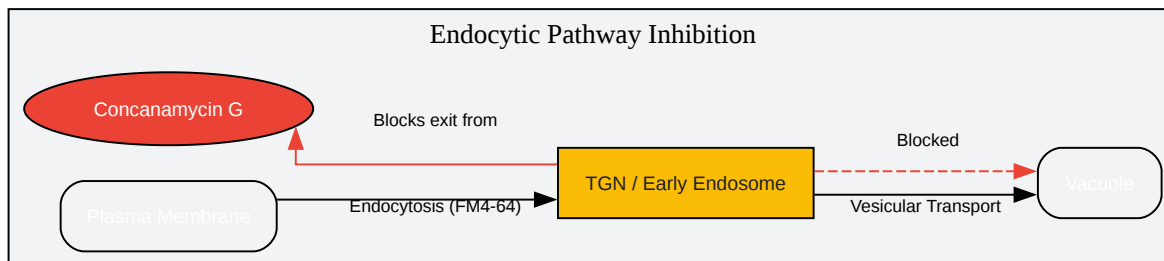 Endocytic Pathway Inhibition
Concanamycin G
Blocks exit from
Blocked
TGN / Early Endosome
Vacuole
Plasma Membrane
Endocytosis (FM4-64)
Vesicular Transport